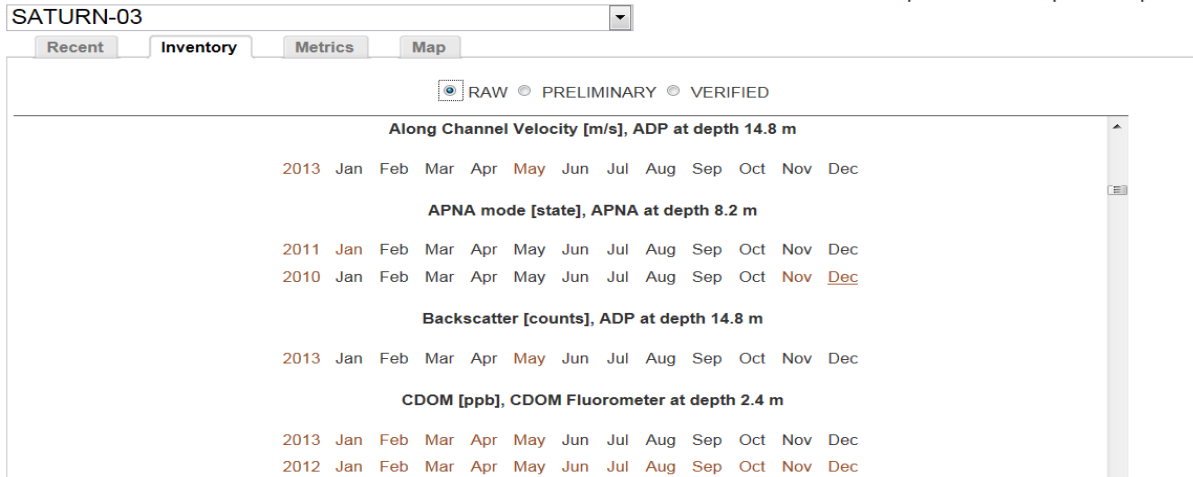 SATURN-03
Recent Inventory Metrics Map
RAW PRELIMINARY VERIFIED
Along Channel Velocity [m/s], ADP at depth 14.8 m
2013 Jan Feb Mar Apr May Jun Jul Aug Sep Oct Nov Dec
APNA mode [state], APNA at depth 8.2 m
2011 Jan Feb Mar Apr May Jun Jul Aug Sep Oct Nov Dec
2010 Jan Feb Mar Apr May Jun Jul Aug Sep Oct Nov Dec
Backscatter [counts], ADP at depth 14.8 m
2013 Jan Feb Mar Apr May Jun Jul Aug Sep Oct Nov Dec
CDOM [ppb], CDOM Fluorometer at depth 2.4 m
2013 Jan Feb Mar Apr May Jun Jul Aug Sep Oct Nov Dec
2012 Jan Feb Mar Apr May Jun Jul Aug Sep Oct Nov Dec